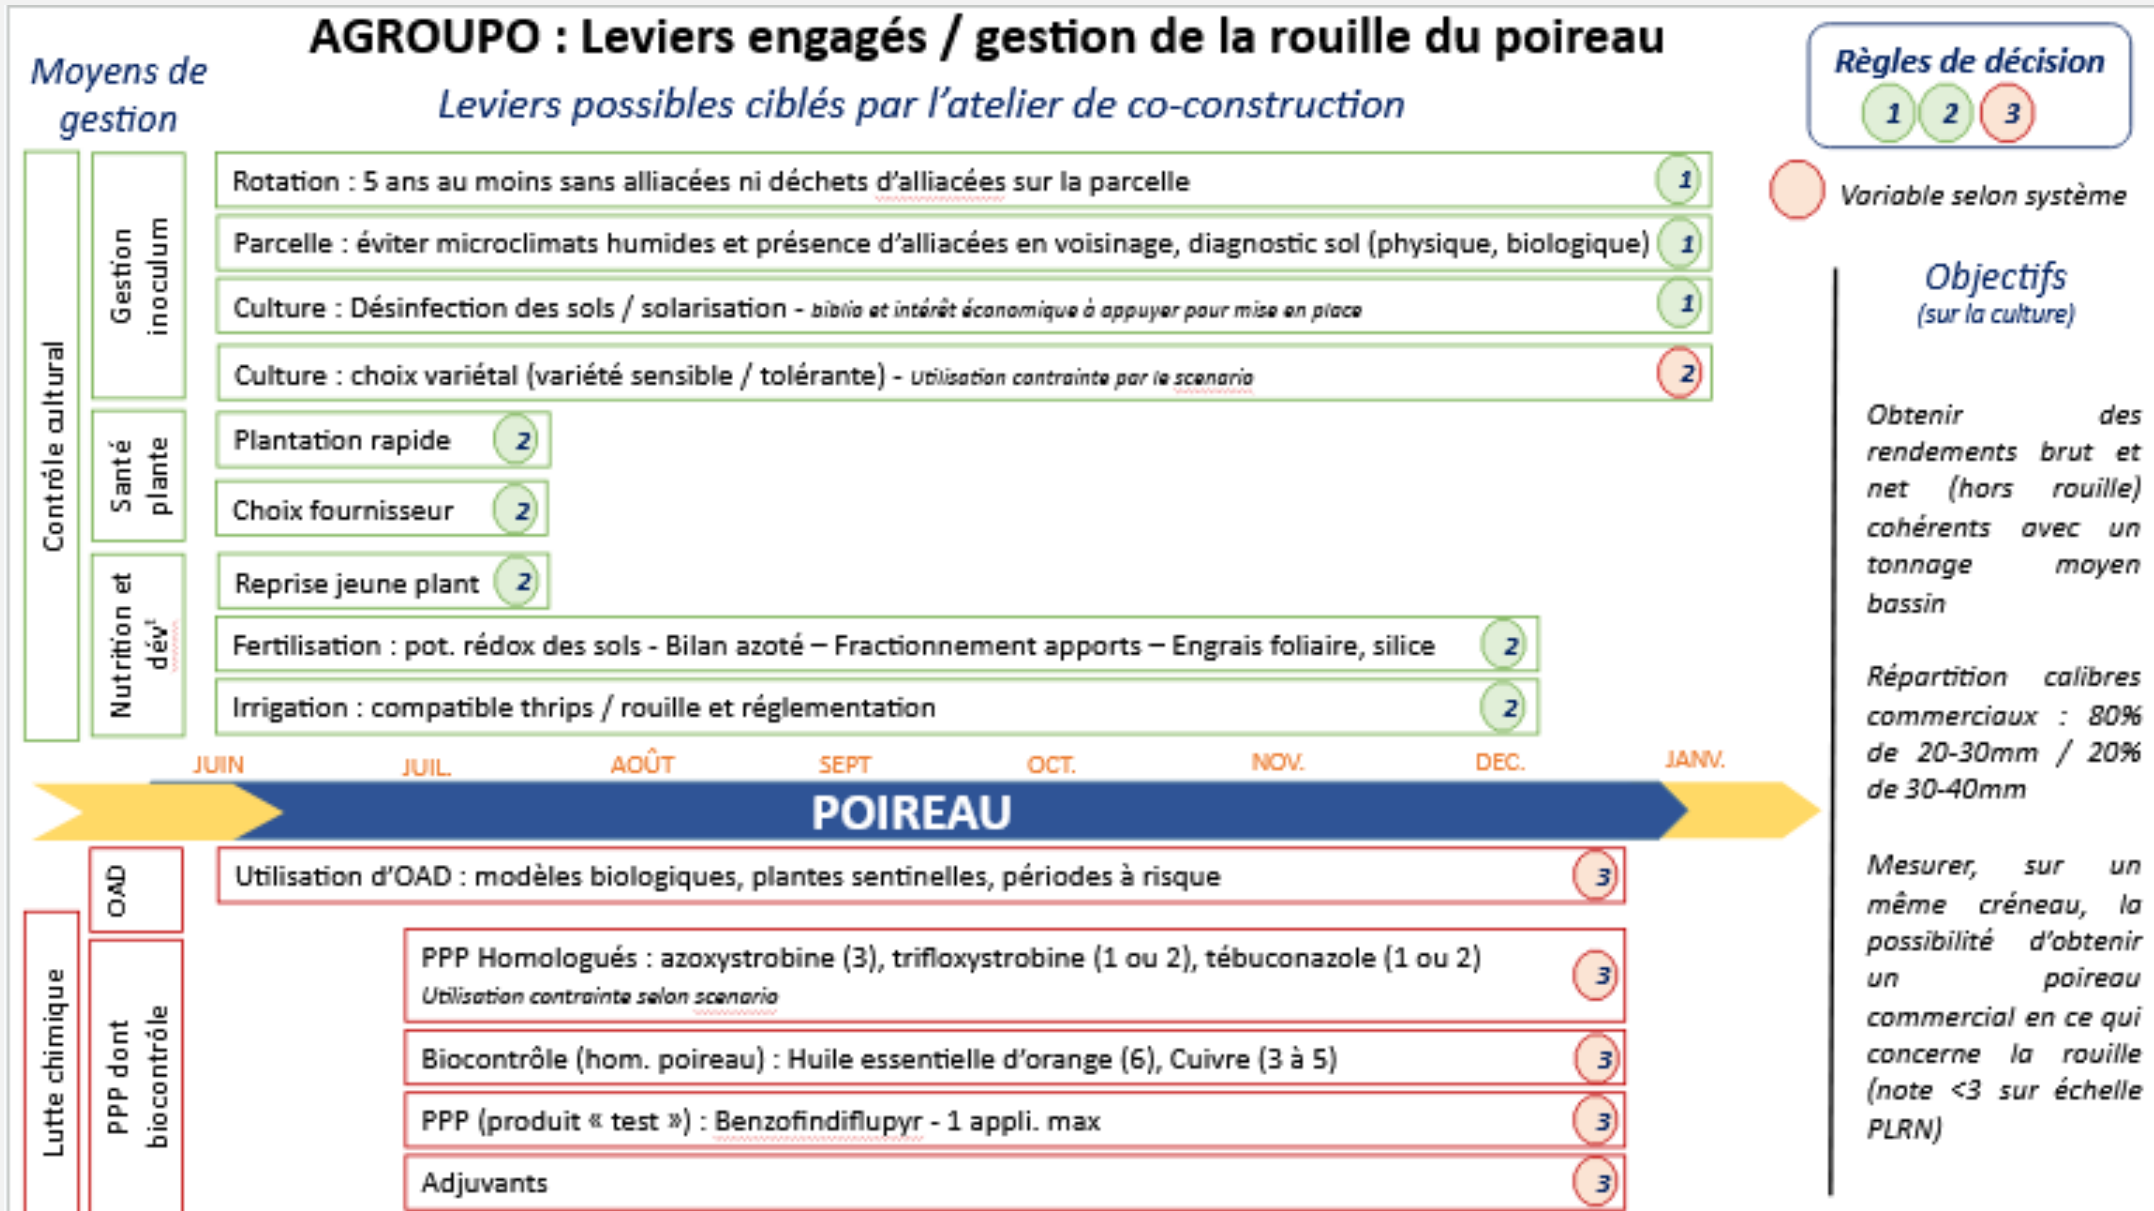 AGROUPO : Leviers engagés / gestion de la rouille du poireau
Moyens de
gestion
Leviers possibles ciblés par l'atelier de co-construction
Règles de décision
1 2 3
Variable selon système
Contrôle cultural
Gestion
inoculum
Rotation : 5 ans au moins sans alliacées ni déchets d'alliacées sur la parcelle 1
Parcelle : éviter microclimats humides et présence d'alliacées en voisinage, diagnostic sol (physique, biologique) 1
Culture : Désinfection des sols / solarisation - biblio et intérêt économique à appuyer pour mise en place 1
Culture : choix variétal (variété sensible / tolérante) - Utilisation contrainte par le scenario 2
Santé
plante
Plantation rapide 2
Choix fournisseur 2
Nutrition et
dévt
Reprise jeune plant 2
Fertilisation : pot. rédox des sols - Bilan azoté – Fractionnement apports – Engrais foliaire, silice 2
Irrigation : compatible thrips / rouille et réglementation 2
JUIN JUIL. AOÛT SEPT OCT. NOV. DEC. JANV.
POIREAU
OAD
Utilisation d'OAD : modèles biologiques, plantes sentinelles, périodes à risque 3
Lutte chimique
PPP dont
biocontrôle
PPP Homologués : azoxystrobine (3), trifloxystrobine (1 ou 2), tébuconazole (1 ou 2)
Utilisation contrainte selon scenario
3
Biocontrôle (hom. poireau) : Huile essentielle d'orange (6), Cuivre (3 à 5) 3
PPP (produit « test ») : Benzofindiflupyr - 1 appli. max 3
Adjuvants 3
Objectifs
(sur la culture)
Obtenir des
rendements brut et
net (hors rouille)
cohérents avec un
tonnage moyen
bassin
Répartition calibres
commerciaux : 80%
de 20-30mm / 20%
de 30-40mm
Mesurer, sur un
même créneau, la
possibilité d'obtenir
un poireau
commercial en ce qui
concerne la rouille
(note <3 sur échelle
PLRN)